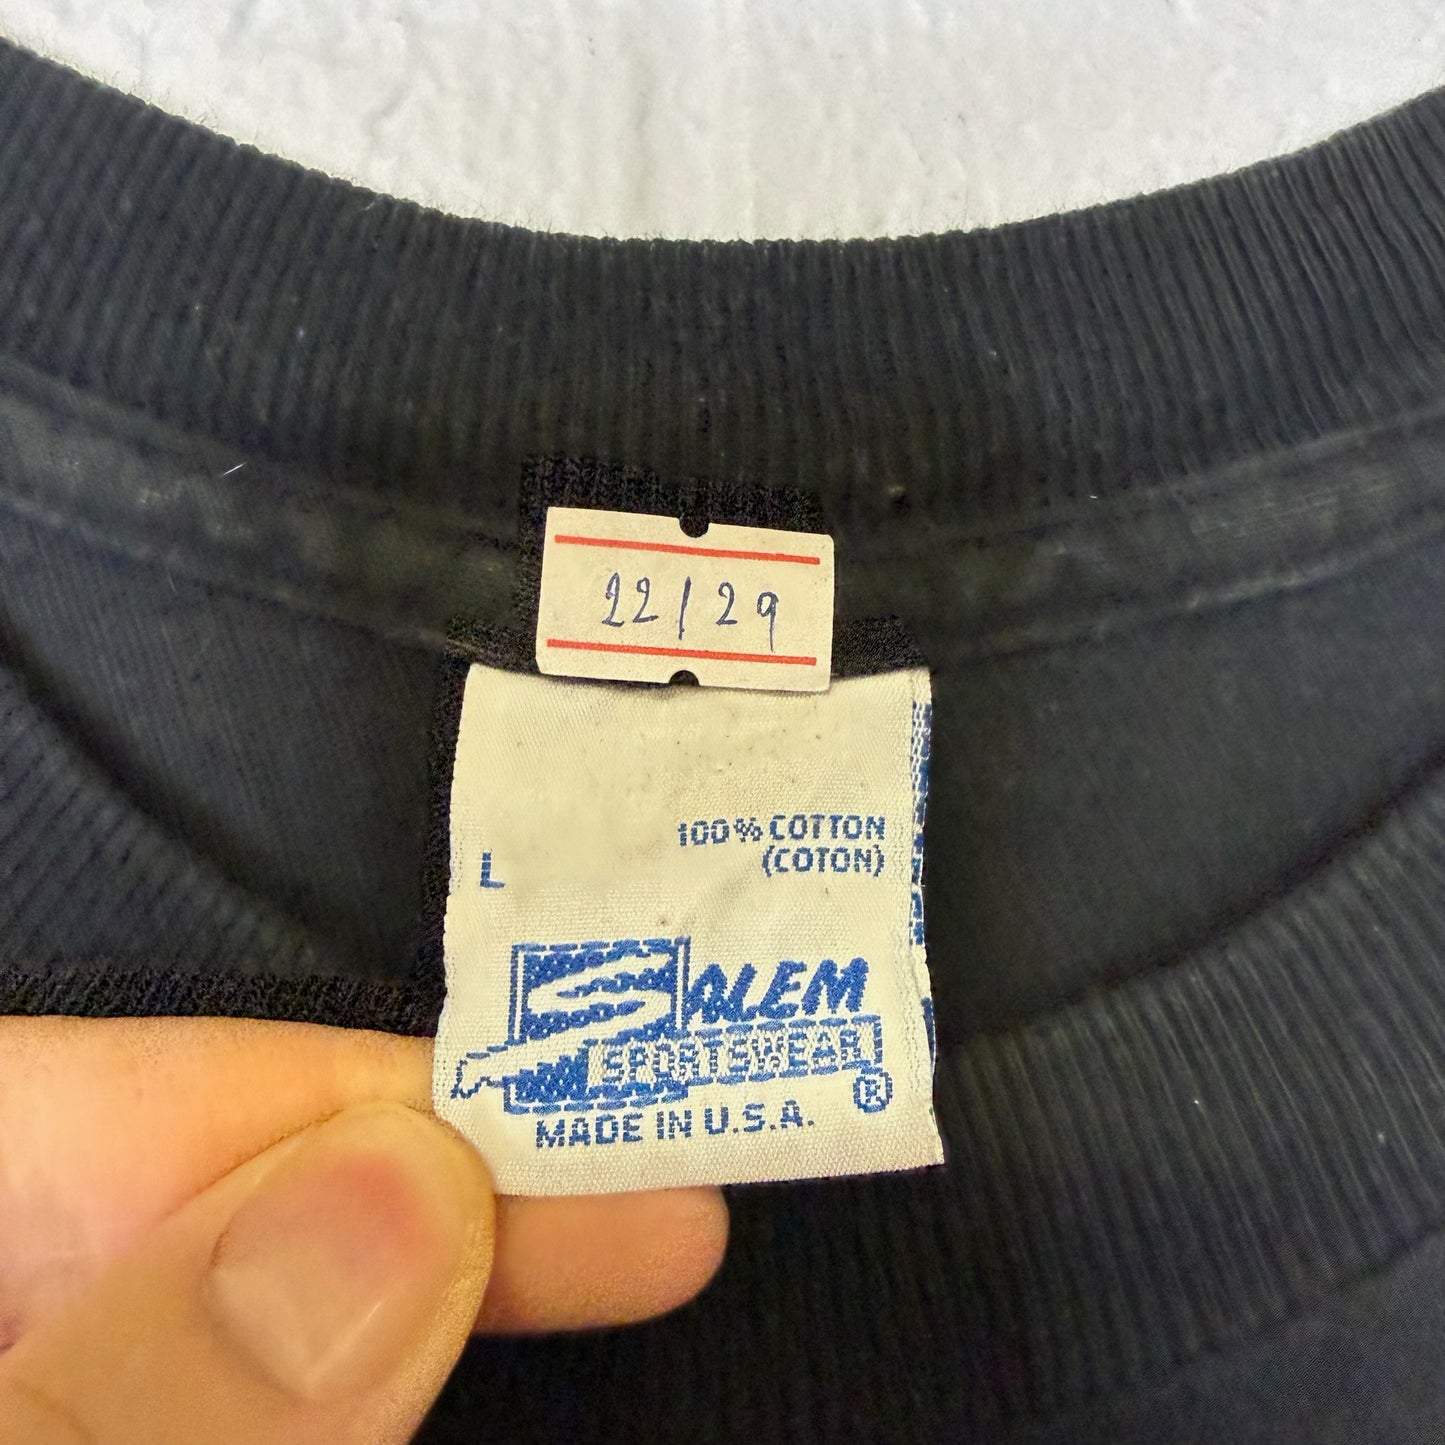 22/29
100% COTTON
(COTON)
L
SALEM
SPORTSWEAR
®
MADE IN U.S.A.